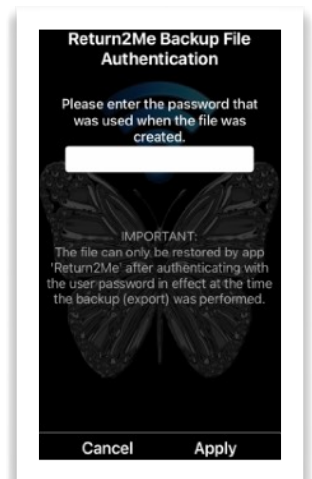 Return2Me Backup File
Authentication
Please enter the password that
was used when the file was
created.
IMPORTANT:
The file can only be restored by app
'Return2Me' after authenticating with
the user password in effect at the time
the backup (export) was performed.
Cancel Apply